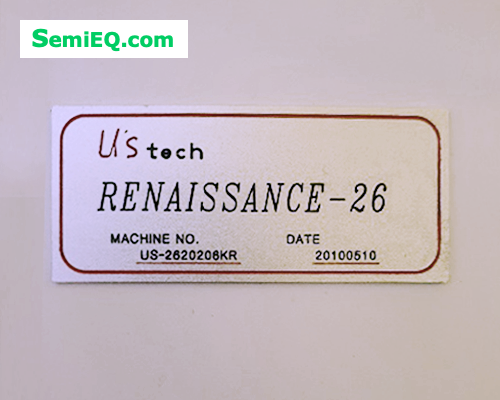 SemiEQ.com
U's tech
RENAISSANCE-26
MACHINE NO. DATE
US-2620206KR 20100510